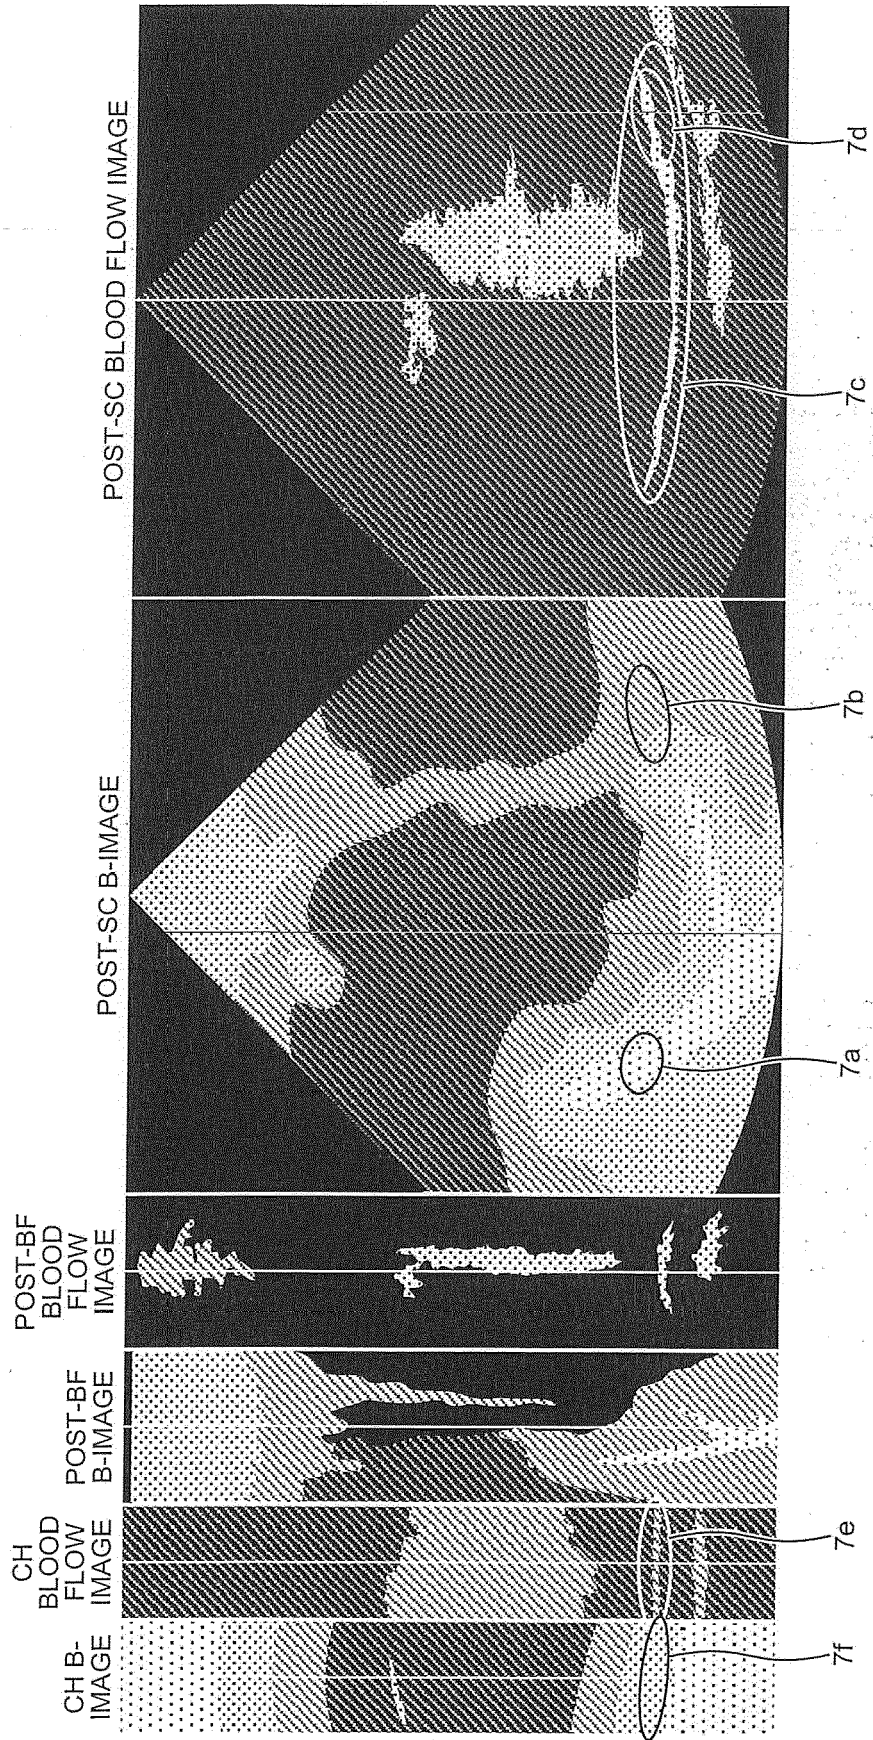 CH B-
IMAGE
CH
BLOOD
FLOW
IMAGE
POST-BF
B-IMAGE
POST-BF
BLOOD
FLOW
IMAGE
POST-SC B-IMAGE
POST-SC BLOOD FLOW IMAGE
7f
7e
7a
7b
7c
7d